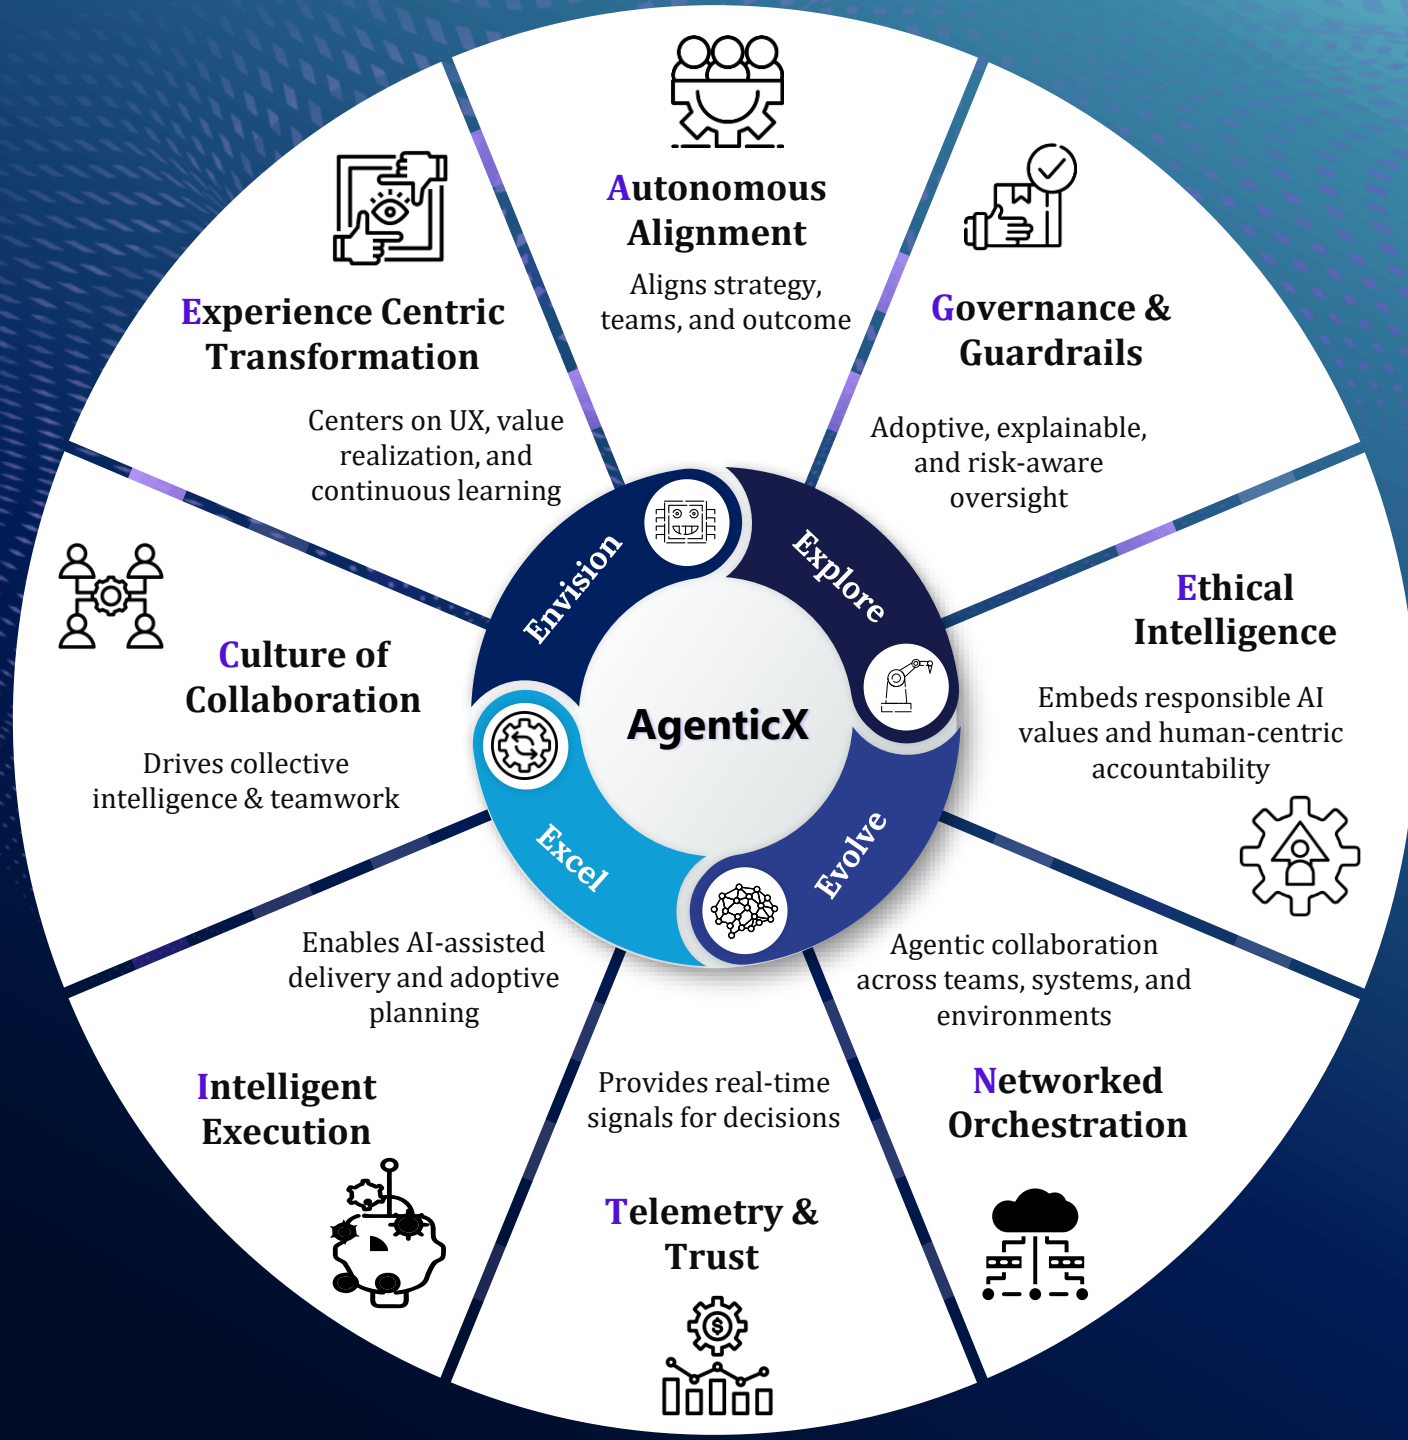 Autonomous
Alignment
Aligns strategy,
teams, and outcome
Governance &
Guardrails
Adoptive, explainable,
and risk-aware
oversight
Ethical
Intelligence
Embeds responsible AI
values and human-centric
accountability
Agentic collaboration
across teams, systems, and
environments
Networked
Orchestration
Provides real-time
signals for decisions
Telemetry &
Trust
$
Enables AI-assisted
delivery and adoptive
planning
Intelligent
Execution
Culture of
Collaboration
Drives collective
intelligence & teamwork
Experience Centric
Transformation
Centers on UX, value
realization, and
continuous learning
Envision
Explore
Evolve
Excel
AgenticX